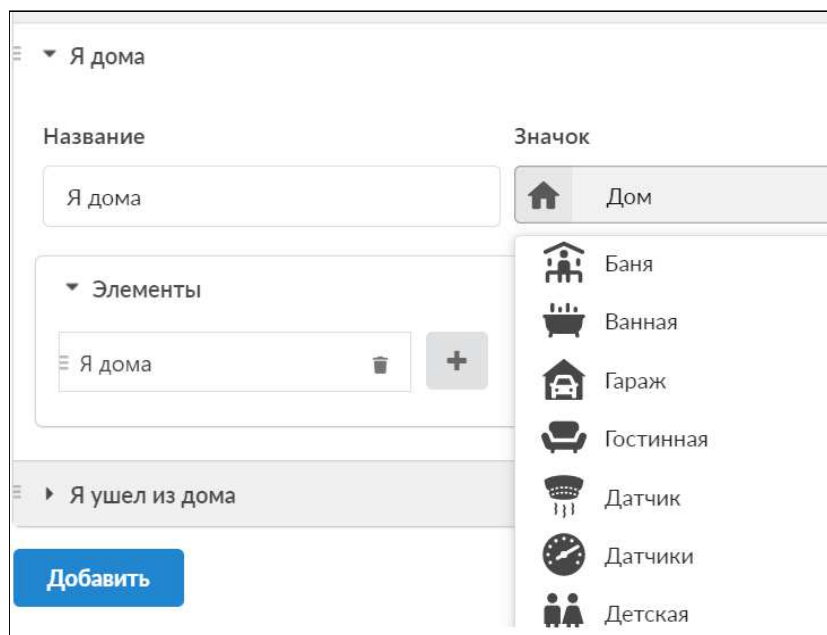 Я дома
Название
Значок
Я дома
Дом
Баня
Элементы
Ванная
Я дома
Гараж
Гостинная
Я ушел из дома
Датчик
Датчики
Добавить
Детская